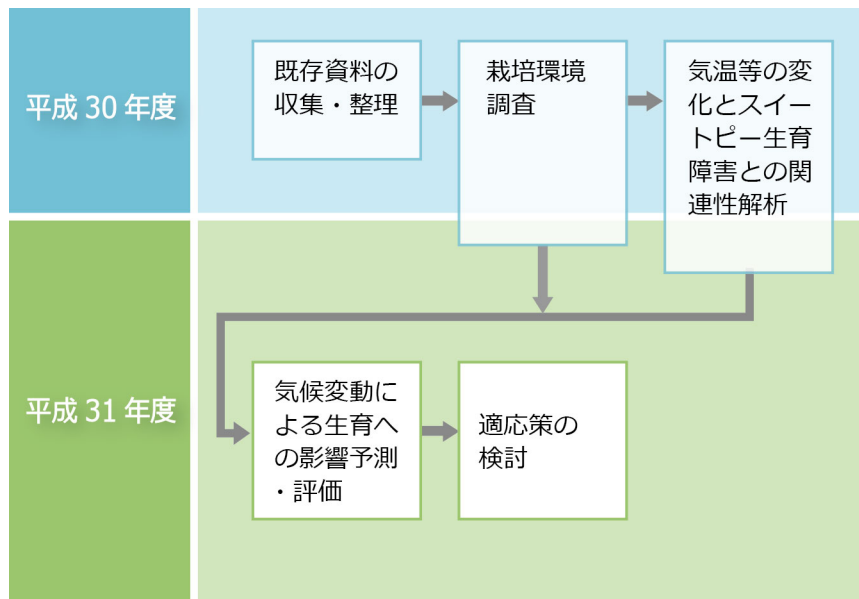 平成 30 年度
既存資料の
収集・整理
栽培環境
調査
気温等の変
化とスイー
トピー生育
障害との関
連性解析
平成 31 年度
気候変動に
よる生育へ
の影響予測
・評価
適応策の
検討